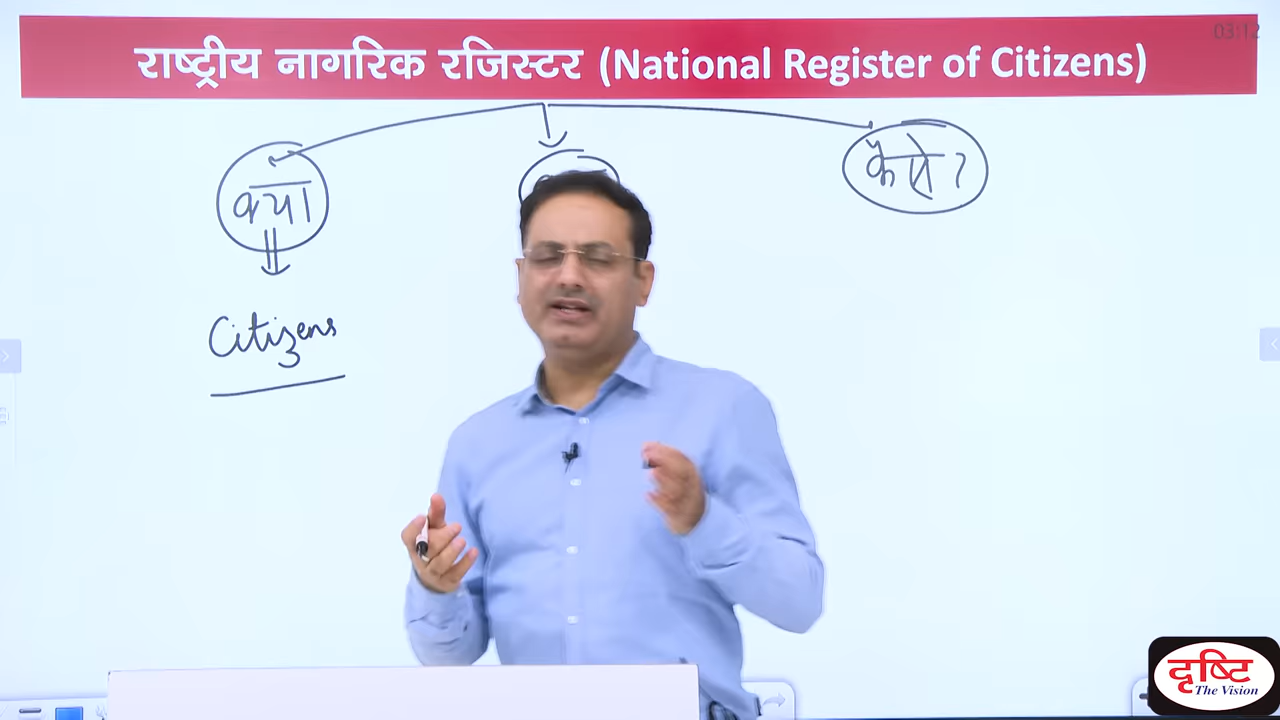 03:12
राष्ट्रीय नागरिक रजिस्टर (National Register of Citizens)
क्या
कैसे ?
Citizens
दृष्टि
The Vision